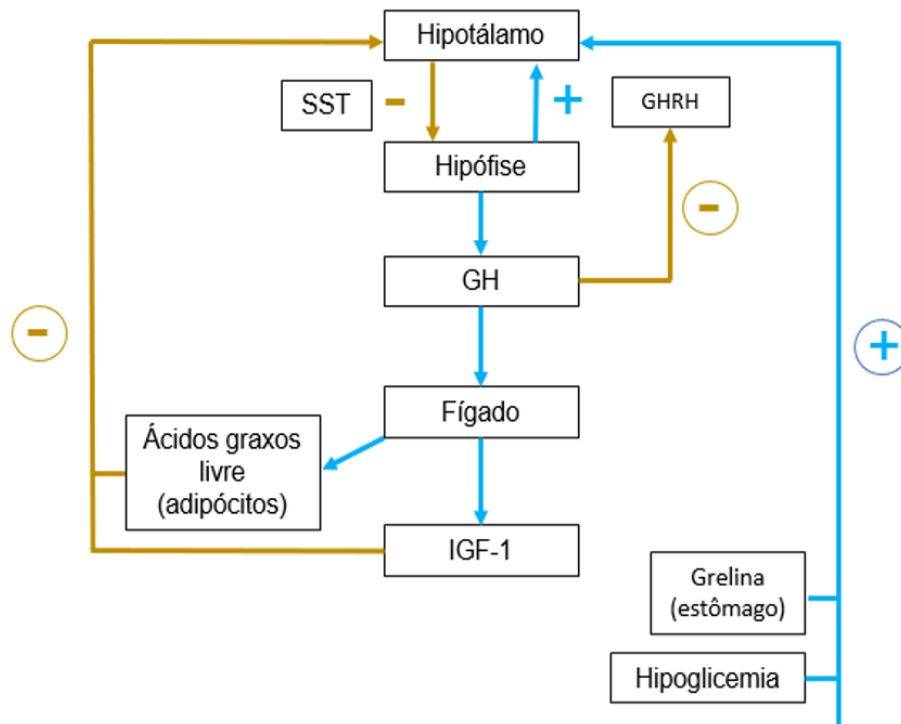 Hipotálamo
SST
-
+
GHRH
Hipófise
-
GH
-
+
Fígado
Ácidos graxos
livre
(adipócitos)
IGF-1
Grelina
(estômago)
Hipoglicemia